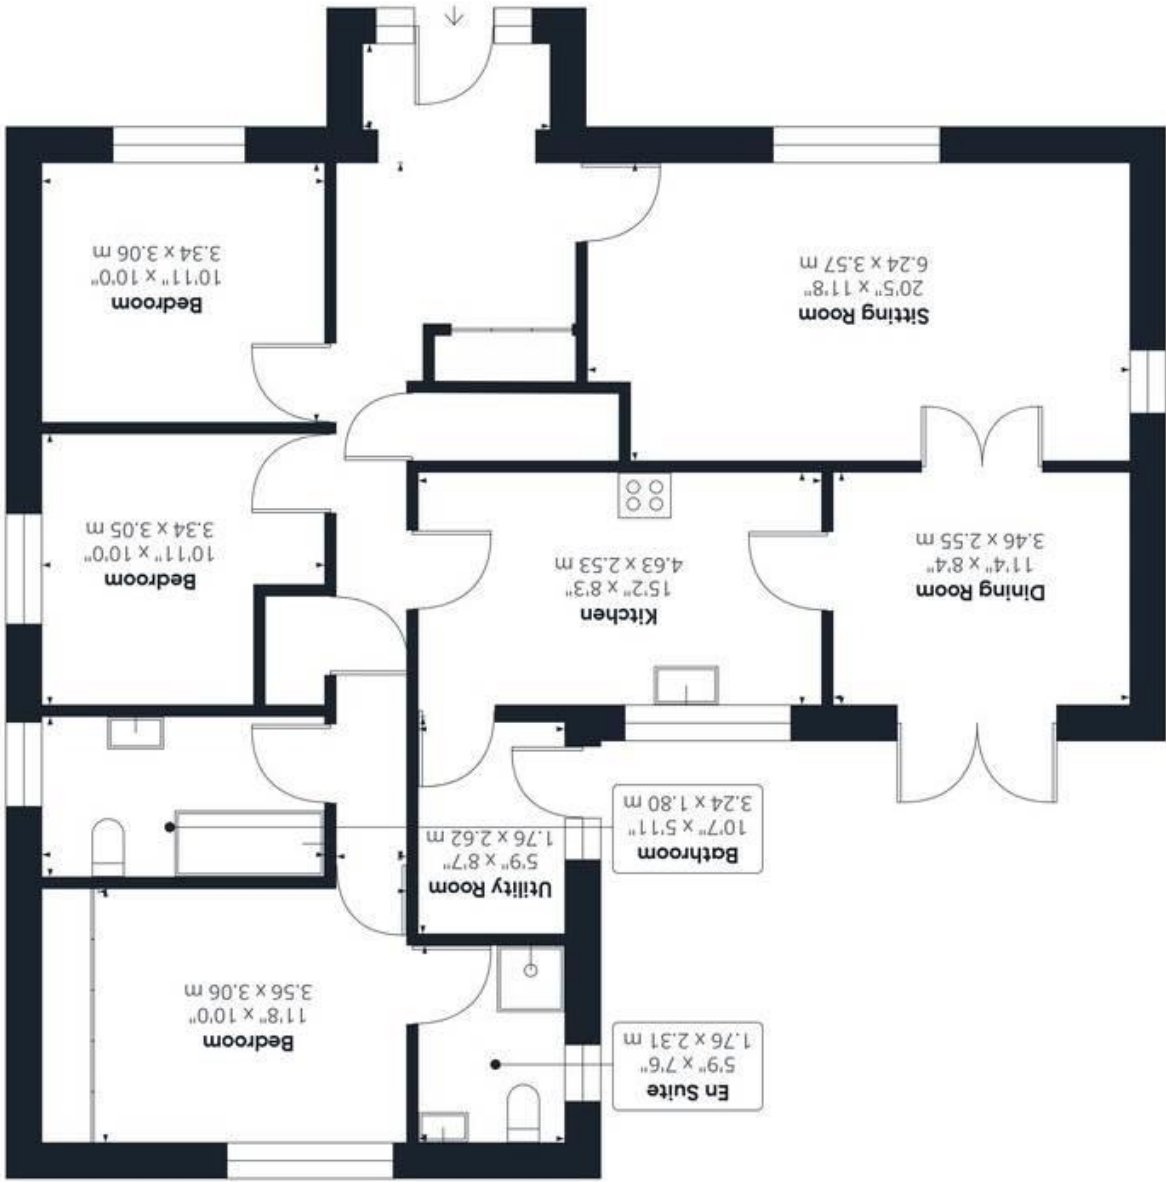 En Suite
5'9" x 7'6"
1.76 x 2.31 m
Bedroom
11'8" x 10'0"
3.56 x 3.06 m
Utility Room
5'9" x 8'7"
1.76 x 2.62 m
Bathroom
10'7" x 5'11"
3.24 x 1.80 m
Dining Room
11'4" x 8'4"
3.46 x 2.55 m
Kitchen
15'2" x 8'3"
4.63 x 2.53 m
Bedroom
10'11" x 10'0"
3.34 x 3.05 m
Sitting Room
20'5" x 11'8"
6.24 x 3.57 m
Bedroom
10'11" x 10'0"
3.34 x 3.06 m